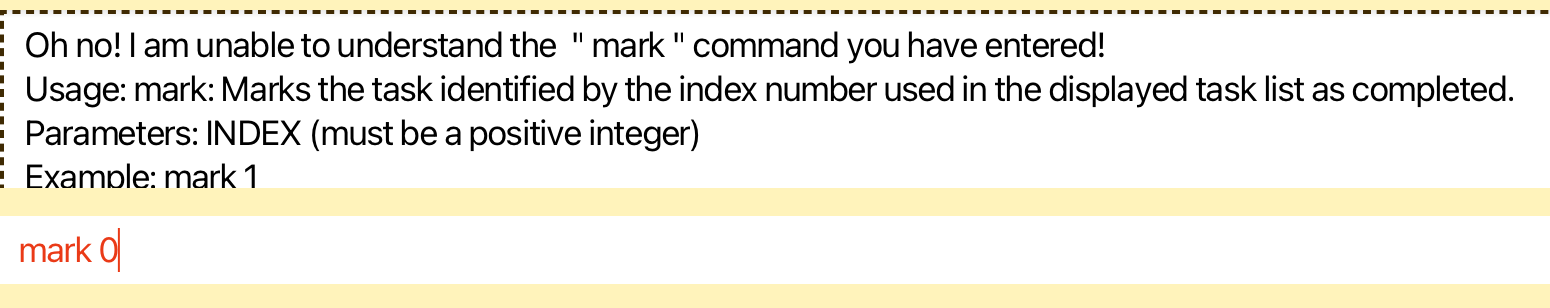 Oh no! I am unable to understand the  " mark " command you have entered!
Usage: mark: Marks the task identified by the index number used in the displayed task list as completed.
Parameters: INDEX (must be a positive integer)
Example: mark 1
mark 0